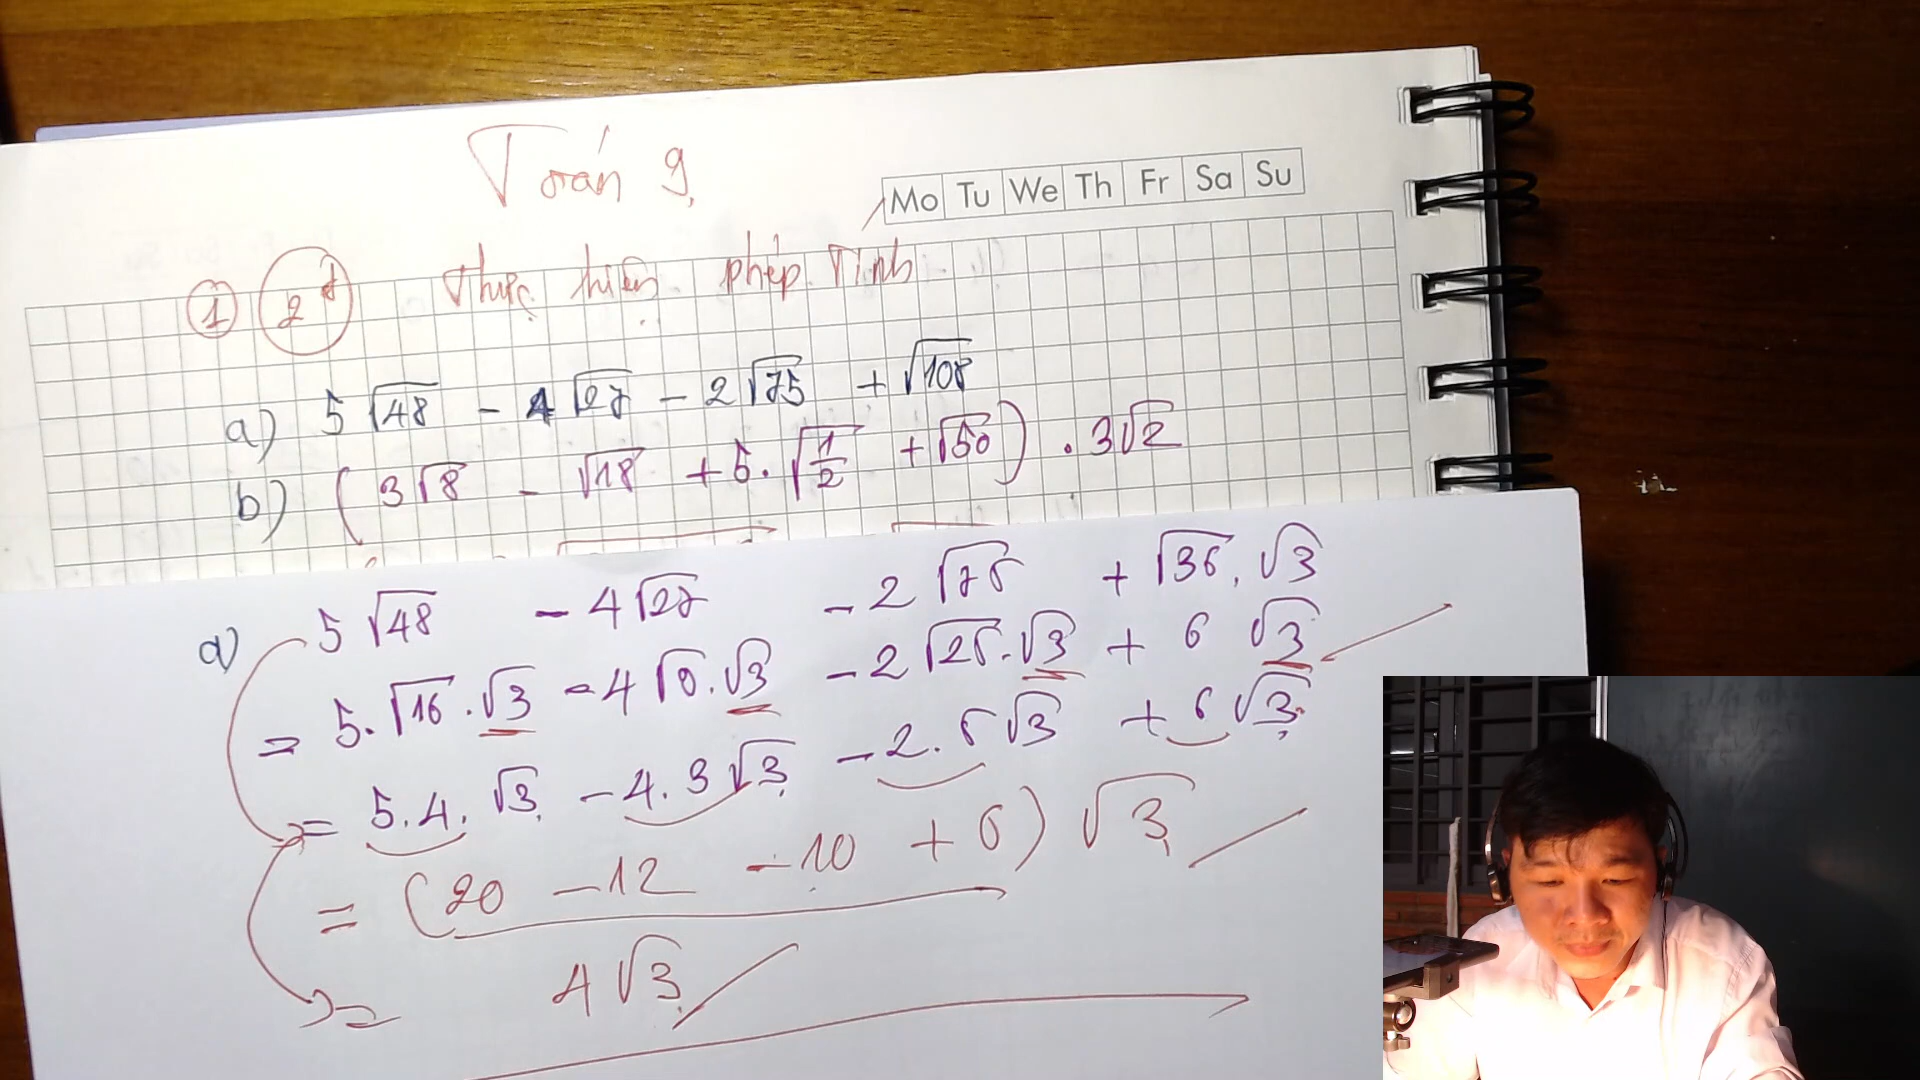 Toán 9
Mo Tu We Th Fr Sa Su
① 2đ Thực hiện phép Tính
a) 5√48 - 4√27 - 2√75 + √108
b) (3√8 - √18 + 5.√(1/2) + √50) . 3√2
a) 5√48 - 4√27 - 2√75 + √36.√3
= 5.√16.√3 - 4√9.√3 - 2√25.√3 + 6√3
= 5.4.√3 - 4.3√3 - 2.5√3 + 6√3
= (20 - 12 - 10 + 6)√3
= 4√3